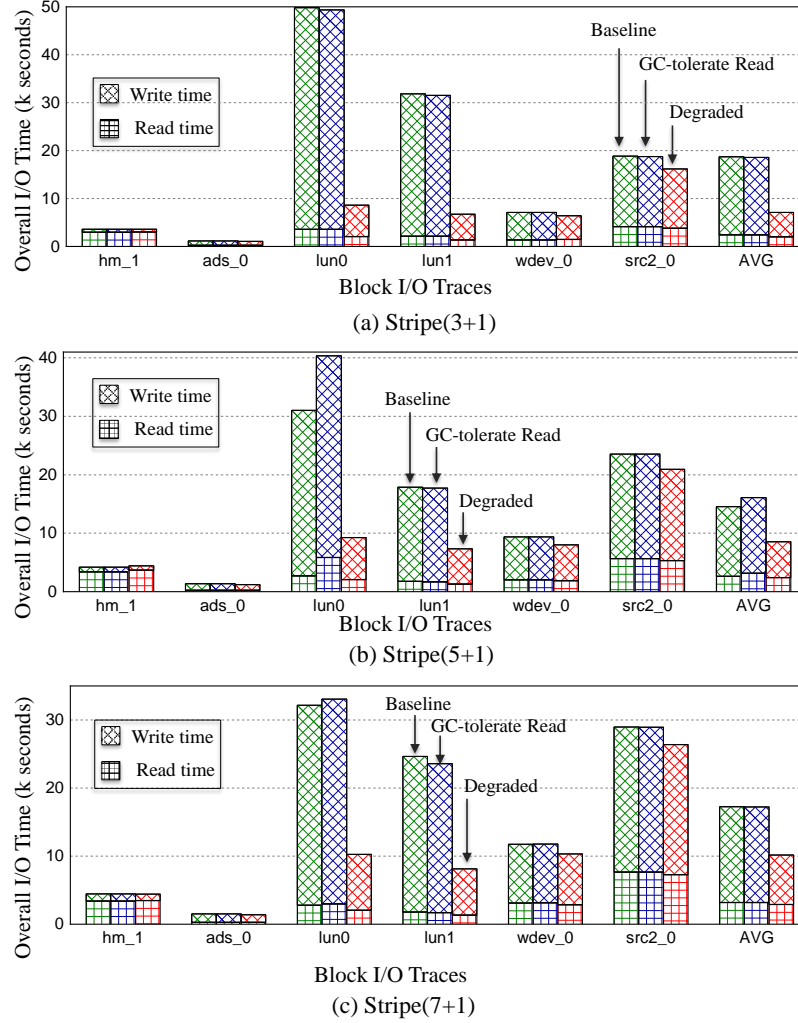 50
40
30
20
10
0
Overall I/O Time (k seconds)
Write time
Read time
Baseline
GC-tolerate Read
Degraded
hm_1 ads_0 lun0 lun1 wdev_0 src2_0 AVG
Block I/O Traces
(a) Stripe(3+1)
40
30
20
10
0
Overall I/O Time (k seconds)
Write time
Read time
Baseline
GC-tolerate Read
Degraded
hm_1 ads_0 lun0 lun1 wdev_0 src2_0 AVG
Block I/O Traces
(b) Stripe(5+1)
30
20
10
0
Overall I/O Time (k seconds)
Write time
Read time
Baseline
GC-tolerate Read
Degraded
hm_1 ads_0 lun0 lun1 wdev_0 src2_0 AVG
Block I/O Traces
(c) Stripe(7+1)